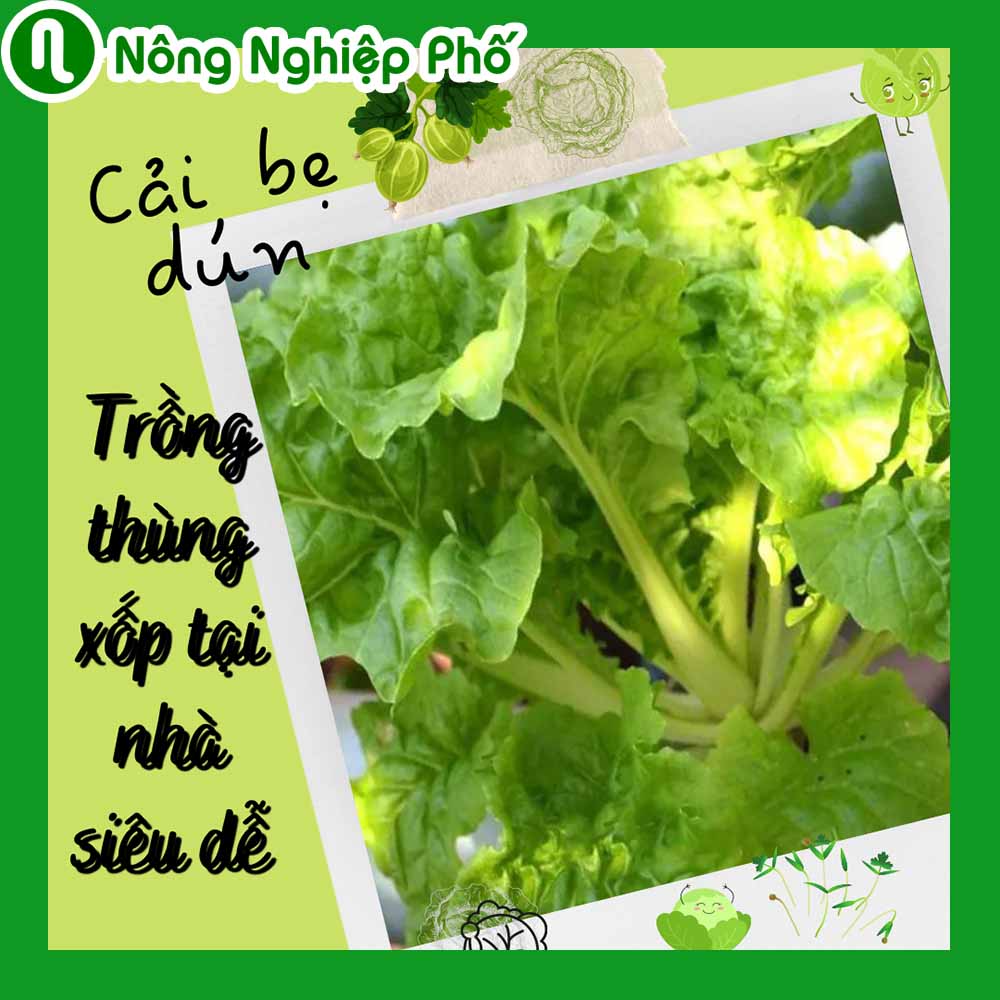 Nông Nghiệp Phố
Cải bẹ
dún
Trồng
thùng
xốp tại
nhà
siêu dễ